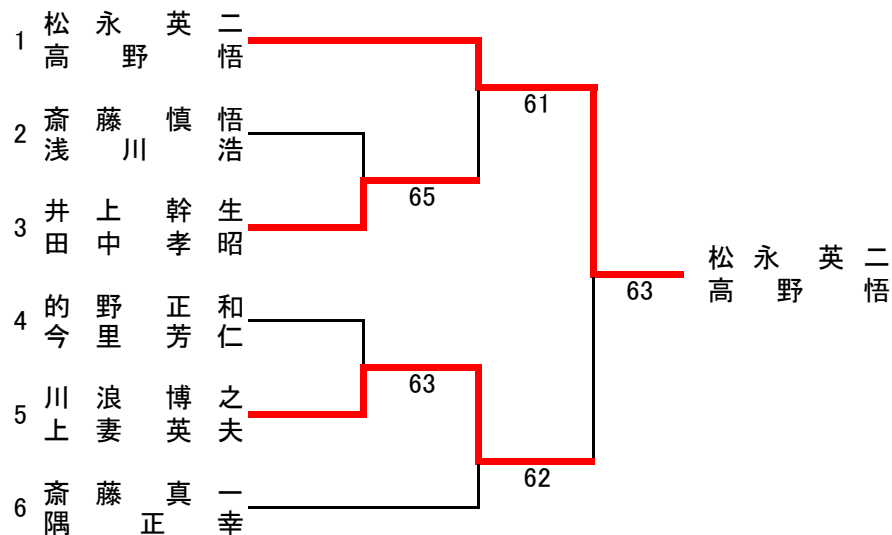 1 松永 英二
高野 悟
2 斎藤 慎悟
浅川 浩
3 井上 幹生
田中 孝昭
4 的野 正和
今里 芳仁
5 川浪 博之
上妻 英夫
6 斎藤 真一
隅 正幸
61
65
63
62
63
松永 英二
高野 悟